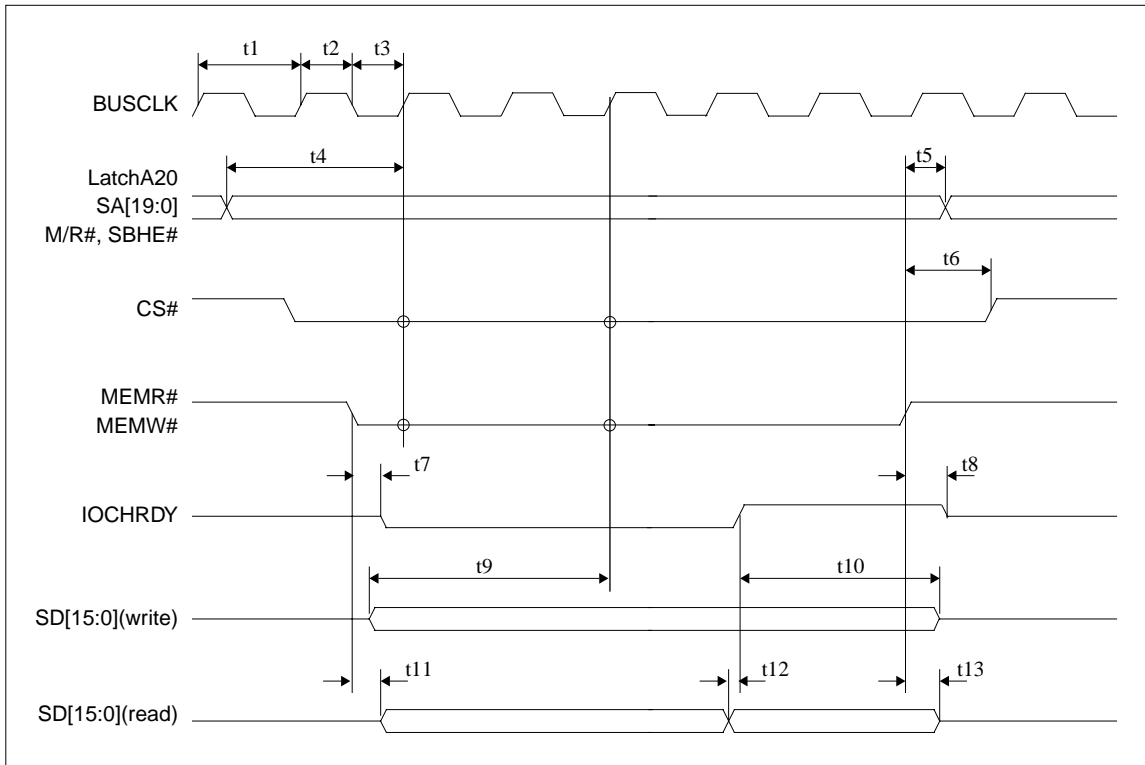 t1 t2 t3
BUSCLK
t4 t5
LatchA20
SA[19:0]
M/R#, SBHE#
t6
CS#
MEMR#
MEMW#
t7 t8
IOCHRDY
t9 t10
SD[15:0](write)
t11 t12 t13
SD[15:0](read)